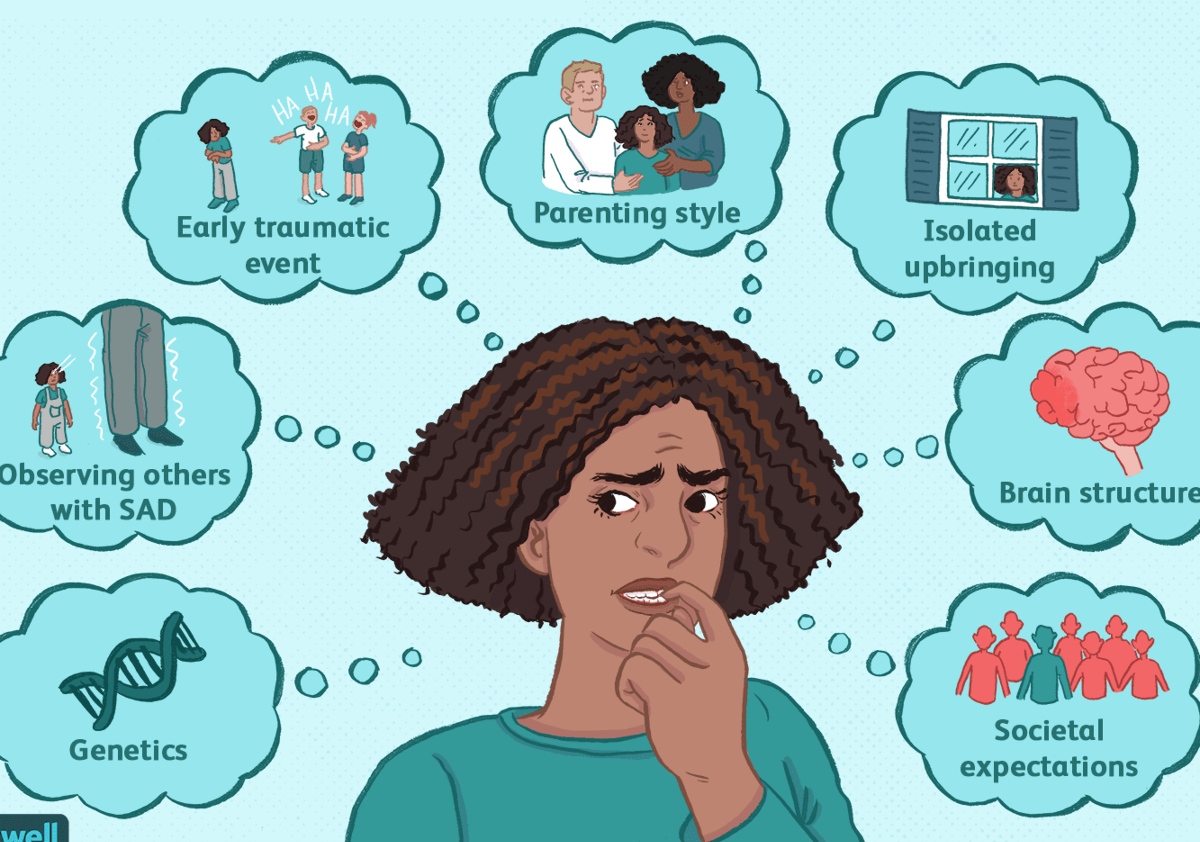 HA HA HA
Early traumatic
event
Parenting style
Isolated
upbringing
Observing others
with SAD
Brain structure
Genetics
Societal
expectations
well